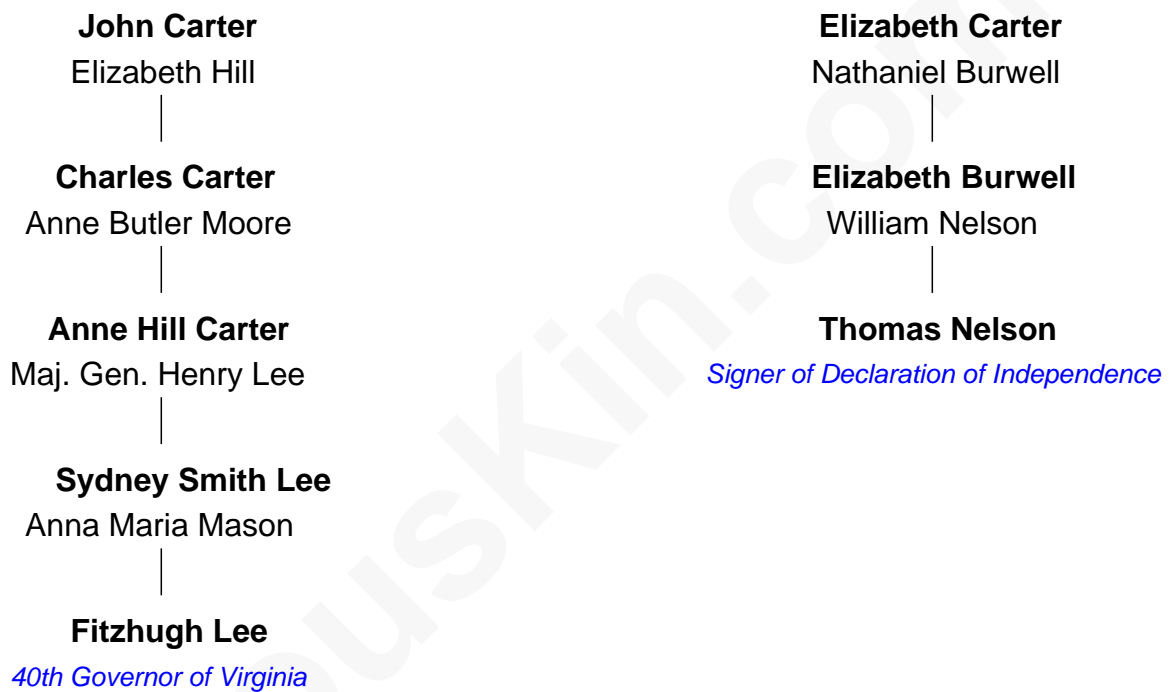 John Carter
Elizabeth Hill
Charles Carter
Anne Butler Moore
Anne Hill Carter
Maj. Gen. Henry Lee
Sydney Smith Lee
Anna Maria Mason
Fitzhugh Lee
40th Governor of Virginia
Elizabeth Carter
Nathaniel Burwell
Elizabeth Burwell
William Nelson
Thomas Nelson
Signer of Declaration of Independence
ousKin.com